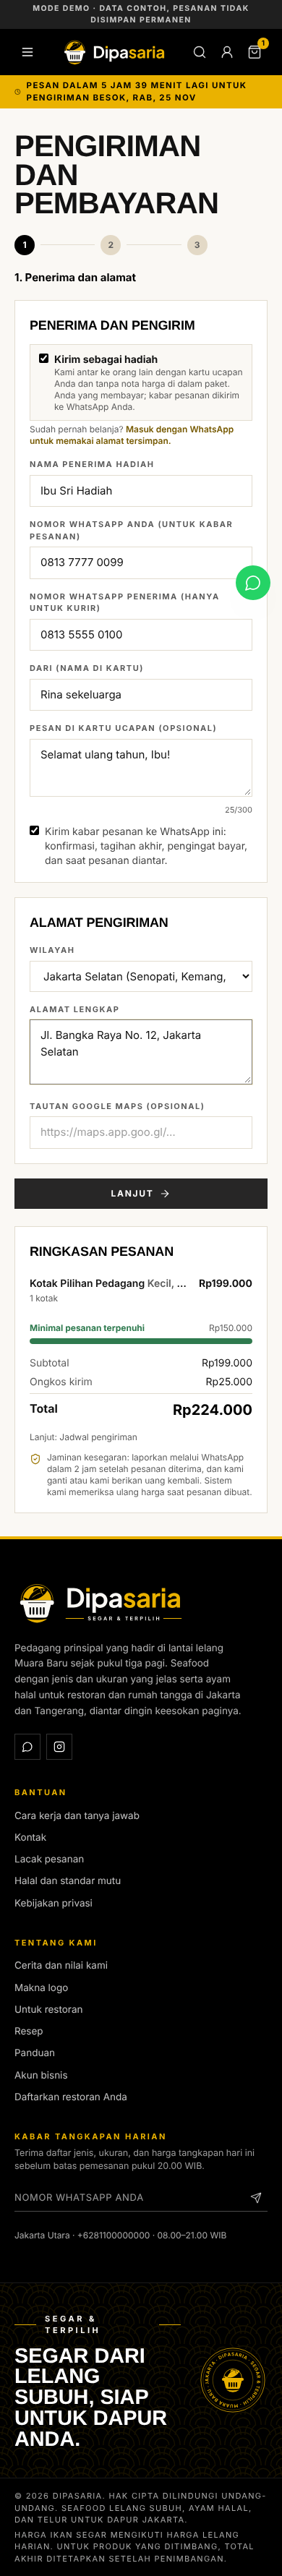 MODE DEMO · DATA CONTOH, PESANAN TIDAK
DISIMPAN PERMANEN
Dipasaria
1
PESAN DALAM 5 JAM 39 MENIT LAGI UNTUK
PENGIRIMAN BESOK, RAB, 25 NOV
PENGIRIMAN
DAN
PEMBAYARAN
1 2 3
1. Penerima dan alamat
PENERIMA DAN PENGIRIM
Kirim sebagai hadiah
Kami antar ke orang lain dengan kartu ucapan
Anda dan tanpa nota harga di dalam paket.
Anda yang membayar; kabar pesanan dikirim
ke WhatsApp Anda.
Sudah pernah belanja? Masuk dengan WhatsApp
untuk memakai alamat tersimpan.
NAMA PENERIMA HADIAH
Ibu Sri Hadiah
NOMOR WHATSAPP ANDA (UNTUK KABAR
PESANAN)
0813 7777 0099
NOMOR WHATSAPP PENERIMA (HANYA
UNTUK KURIR)
0813 5555 0100
DARI (NAMA DI KARTU)
Rina sekeluarga
PESAN DI KARTU UCAPAN (OPSIONAL)
Selamat ulang tahun, Ibu!
25/300
Kirim kabar pesanan ke WhatsApp ini:
konfirmasi, tagihan akhir, pengingat bayar,
dan saat pesanan diantar.
ALAMAT PENGIRIMAN
WILAYAH
Jakarta Selatan (Senopati, Kemang,
ALAMAT LENGKAP
Jl. Bangka Raya No. 12, Jakarta
Selatan
TAUTAN GOOGLE MAPS (OPSIONAL)
https://maps.app.goo.gl/...
LANJUT →
RINGKASAN PESANAN
Kotak Pilihan Pedagang Kecil, ... Rp199.000
1 kotak
Minimal pesanan terpenuhi Rp150.000
Subtotal Rp199.000
Ongkos kirim Rp25.000
Total Rp224.000
Lanjut: Jadwal pengiriman
Jaminan kesegaran: laporkan melalui WhatsApp
dalam 2 jam setelah pesanan diterima, dan kami
ganti atau kami berikan uang kembali. Sistem
kami memeriksa ulang harga saat pesanan dibuat.
Dipasaria
SEGAR & TERPILIH
Pedagang prinsipal yang hadir di lantai lelang
Muara Baru sejak pukul tiga pagi. Seafood
dengan jenis dan ukuran yang jelas serta ayam
halal untuk restoran dan rumah tangga di Jakarta
dan Tangerang, diantar dingin keesokan paginya.
BANTUAN
Cara kerja dan tanya jawab
Kontak
Lacak pesanan
Halal dan standar mutu
Kebijakan privasi
TENTANG KAMI
Cerita dan nilai kami
Makna logo
Untuk restoran
Resep
Panduan
Akun bisnis
Daftarkan restoran Anda
KABAR TANGKAPAN HARIAN
Terima daftar jenis, ukuran, dan harga tangkapan hari ini
sebelum batas pemesanan pukul 20.00 WIB.
NOMOR WHATSAPP ANDA
Jakarta Utara · +6281100000000 · 08.00–21.00 WIB
SEGAR &
TERPILIH
SEGAR DARI
LELANG
SUBUH, SIAP
UNTUK DAPUR
ANDA.
© 2026 DIPASARIA. HAK CIPTA DILINDUNGI UNDANG-
UNDANG. SEAFOOD LELANG SUBUH, AYAM HALAL,
DAN TELUR UNTUK DAPUR JAKARTA.
HARGA IKAN SEGAR MENGIKUTI HARGA LELANG
HARIAN. UNTUK PRODUK YANG DITIMBANG, TOTAL
AKHIR DITETAPKAN SETELAH PENIMBANGAN.